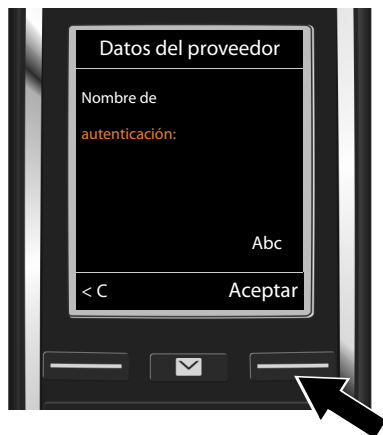 Datos del proveedor
Nombre de
autenticación:
Abc
< C Aceptar